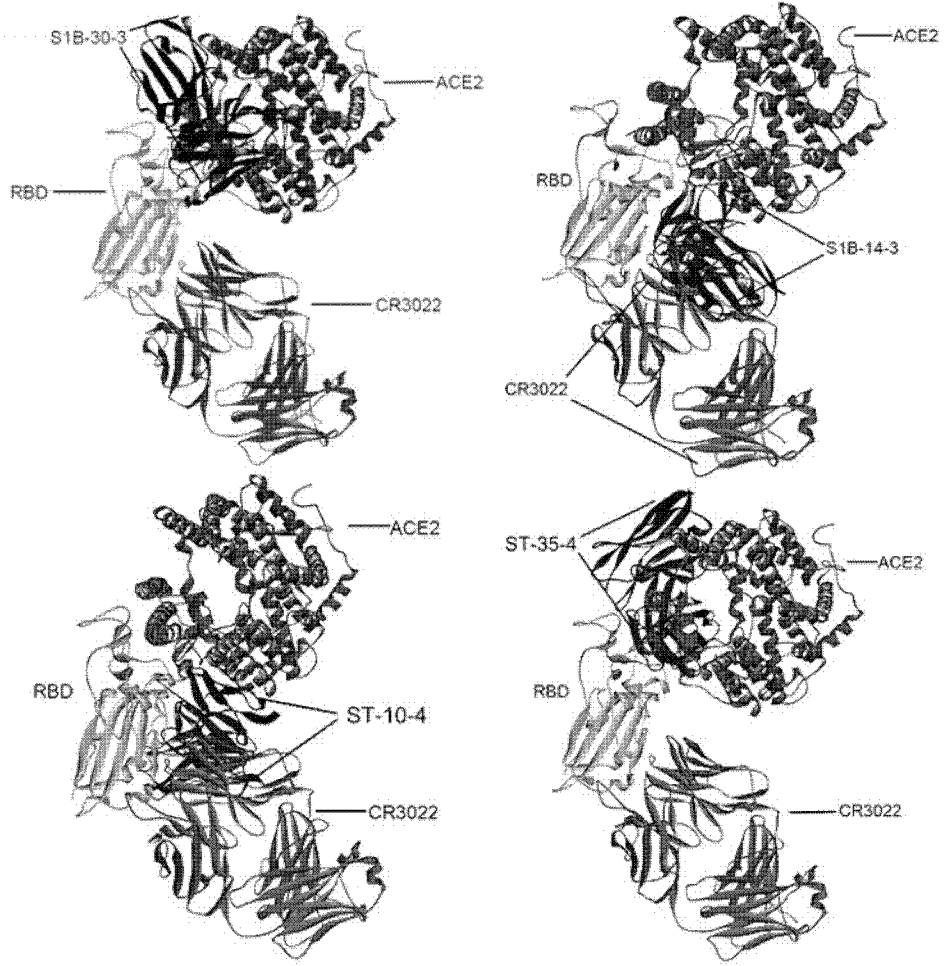 S1B-30-3
ACE2
RBD
CR3022
ACE2
RBD
S1B-14-3
CR3022
ACE2
RBD
ST-10-4
CR3022
ST-35-4
ACE2
RBD
CR3022